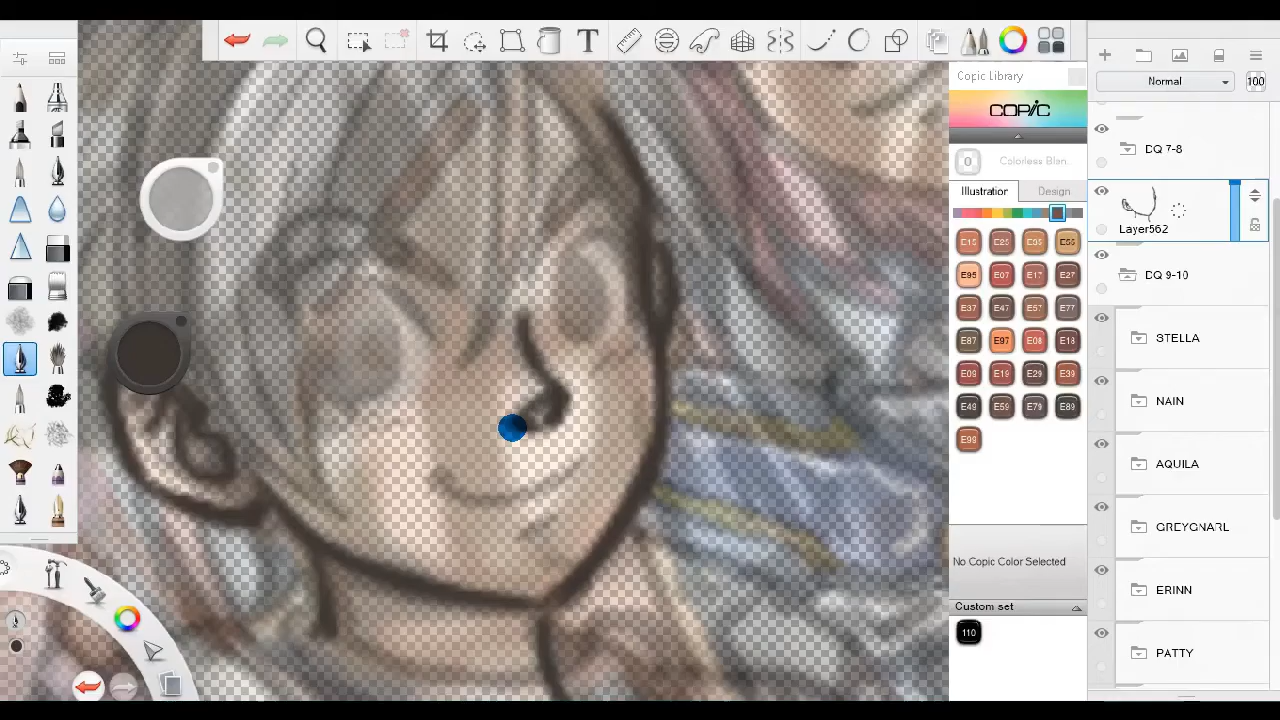 T
Copic Library
COPIC
0 Colorless Blen...
Illustration Design
E15 E25 E35 E55
E95 E07 E17 E27
E37 E47 E57 E77
E87 E97 E08 E18
E09 E19 E29 E39
E49 E59 E79 E89
E99
No Copic Color Selected
Custom set
110
Normal 100
DQ 7-8
Layer562
DQ 9-10
STELLA
NAIN
AQUILA
GREYGNARL
ERINN
PATTY